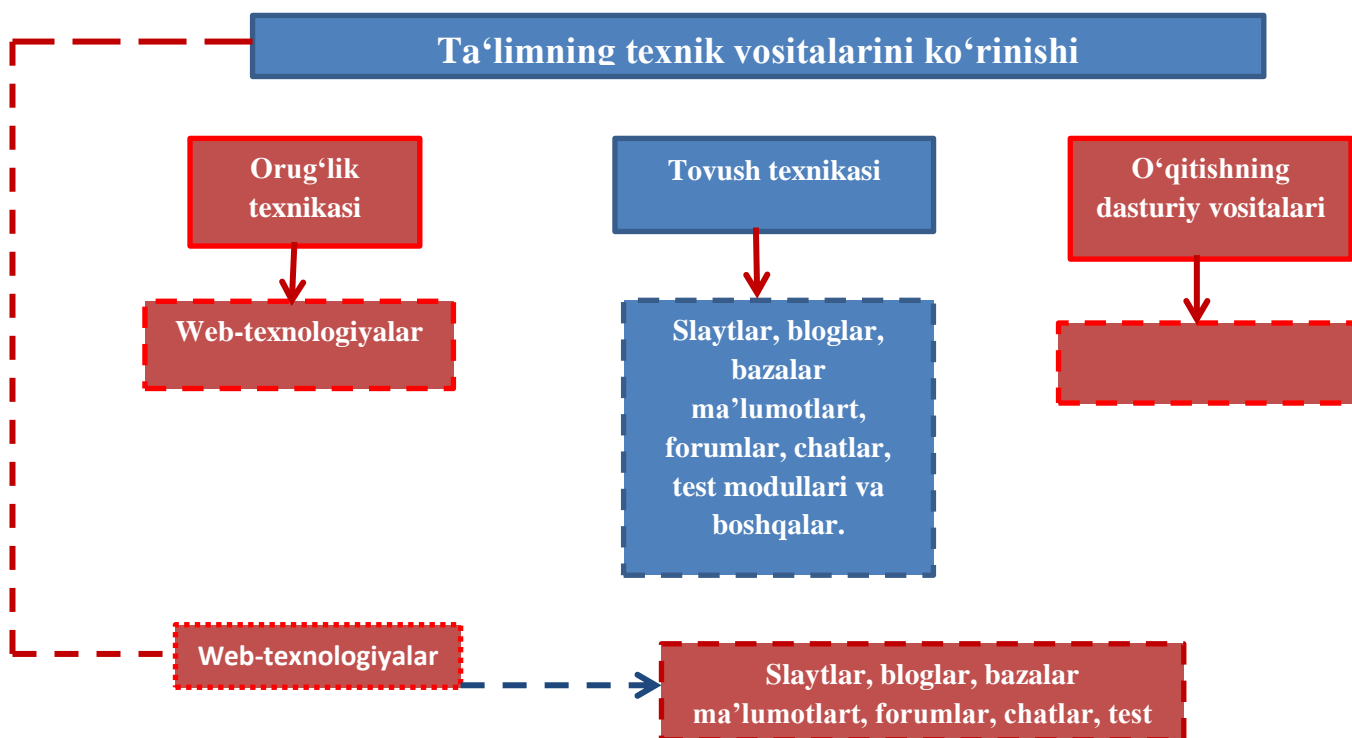 Ta‘limning texnik vositalarini ko‘rinishi
Orug‘lik
texnikasi
Tovush texnikasi
O‘qitishning
dasturiy vositalari
Web-texnologiyalar
Slaytlar, bloglar,
bazalar
ma’lumotlart,
forumlar, chatlar,
test modullari va
boshqalar.
Web-texnologiyalar
Slaytlar, bloglar, bazalar
ma’lumotlart, forumlar, chatlar, test